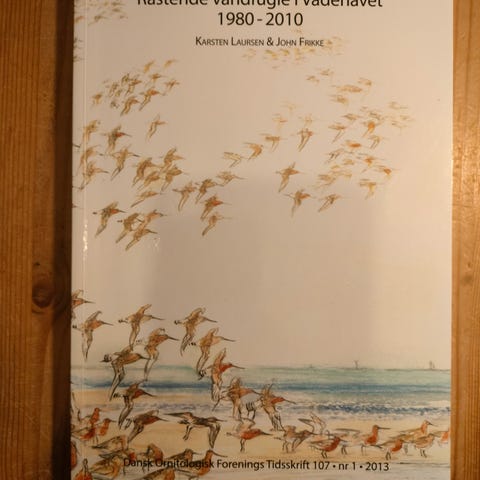 Rastende vandfugle i Vadehavet
1980-2010
KARSTEN LAURSEN & JOHN FRIKKE
Dansk Ornitologisk Forenings Tidsskrift 107 • nr 1 • 2013